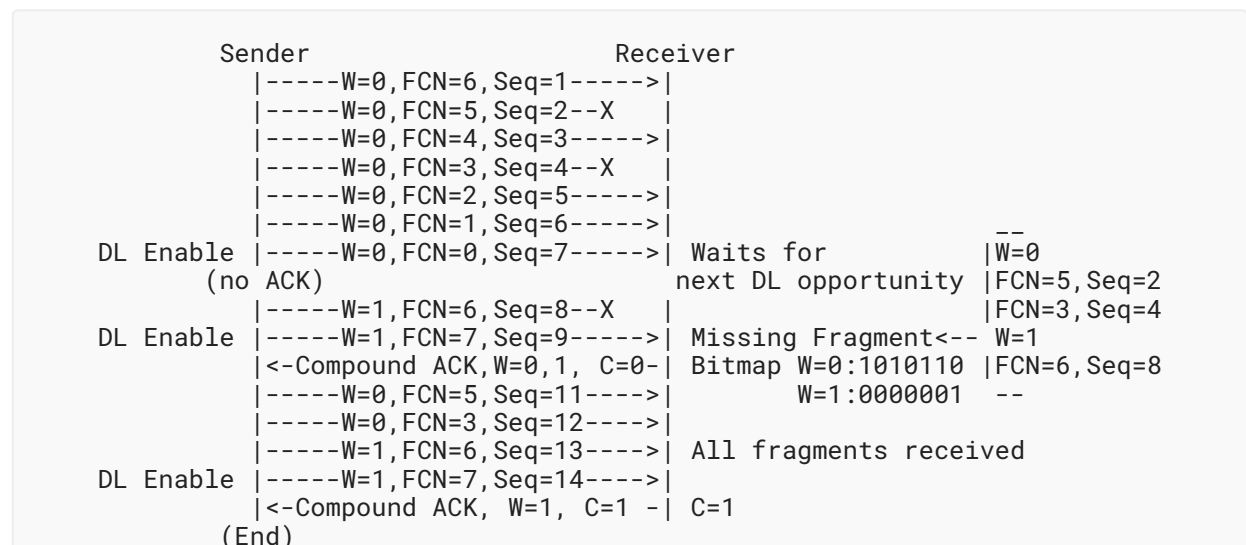 Sender                         Receiver
|-----W=0,FCN=6,Seq=1----->|
|-----W=0,FCN=5,Seq=2--X   |
|-----W=0,FCN=4,Seq=3----->|
|-----W=0,FCN=3,Seq=4--X   |
|-----W=0,FCN=2,Seq=5----->|
|-----W=0,FCN=1,Seq=6----->|                     __
DL Enable |-----W=0,FCN=0,Seq=7----->| Waits for           |W=0
(no ACK)                       next DL opportunity |FCN=5,Seq=2
|-----W=1,FCN=6,Seq=8--X   |                     |FCN=3,Seq=4
DL Enable |-----W=1,FCN=7,Seq=9----->| Missing Fragment<-- W=1
|<-Compound ACK,W=0,1, C=0-| Bitmap W=0:1010110 |FCN=6,Seq=8
|-----W=0,FCN=5,Seq=11---->|        W=1:0000001  --
|-----W=0,FCN=3,Seq=12---->|
|-----W=1,FCN=6,Seq=13---->| All fragments received
DL Enable |-----W=1,FCN=7,Seq=14---->|
|<-Compound ACK, W=1, C=1 -| C=1
(End)